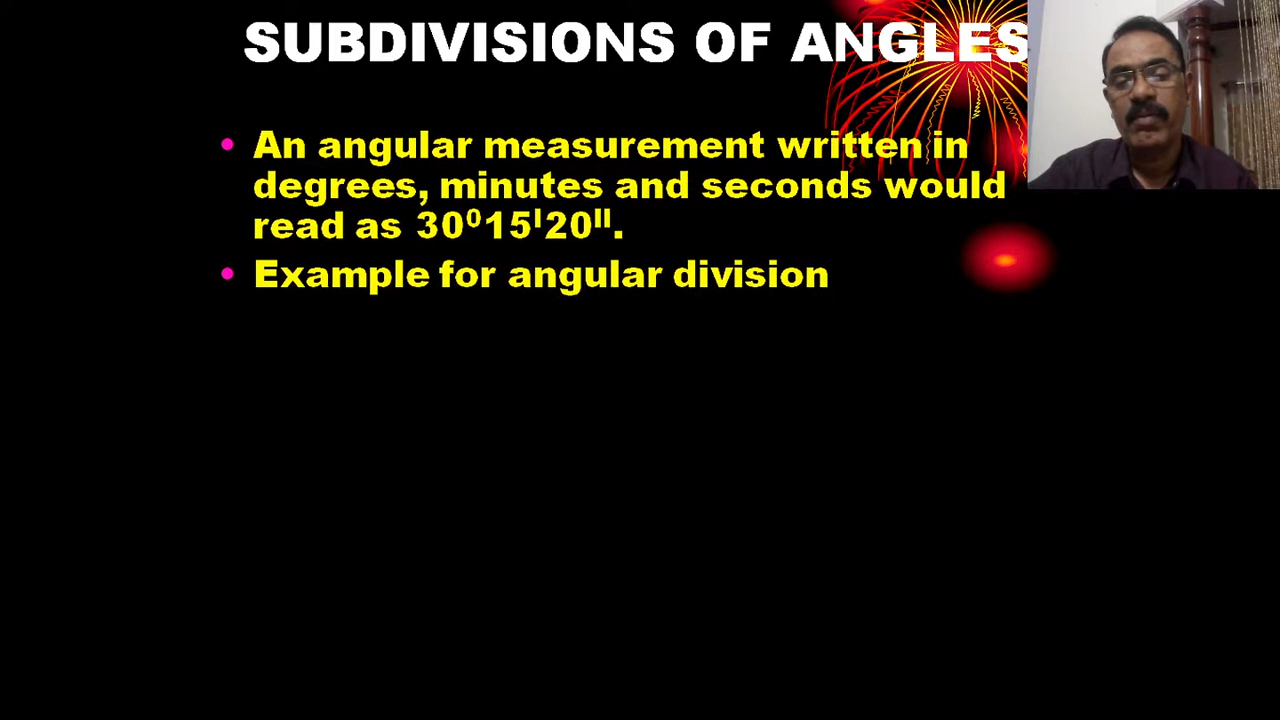 SUBDIVISIONS OF ANGLES
• An angular measurement written in
degrees, minutes and seconds would
read as 30⁰15ᴵ20ᴵᴵ.
• Example for angular division